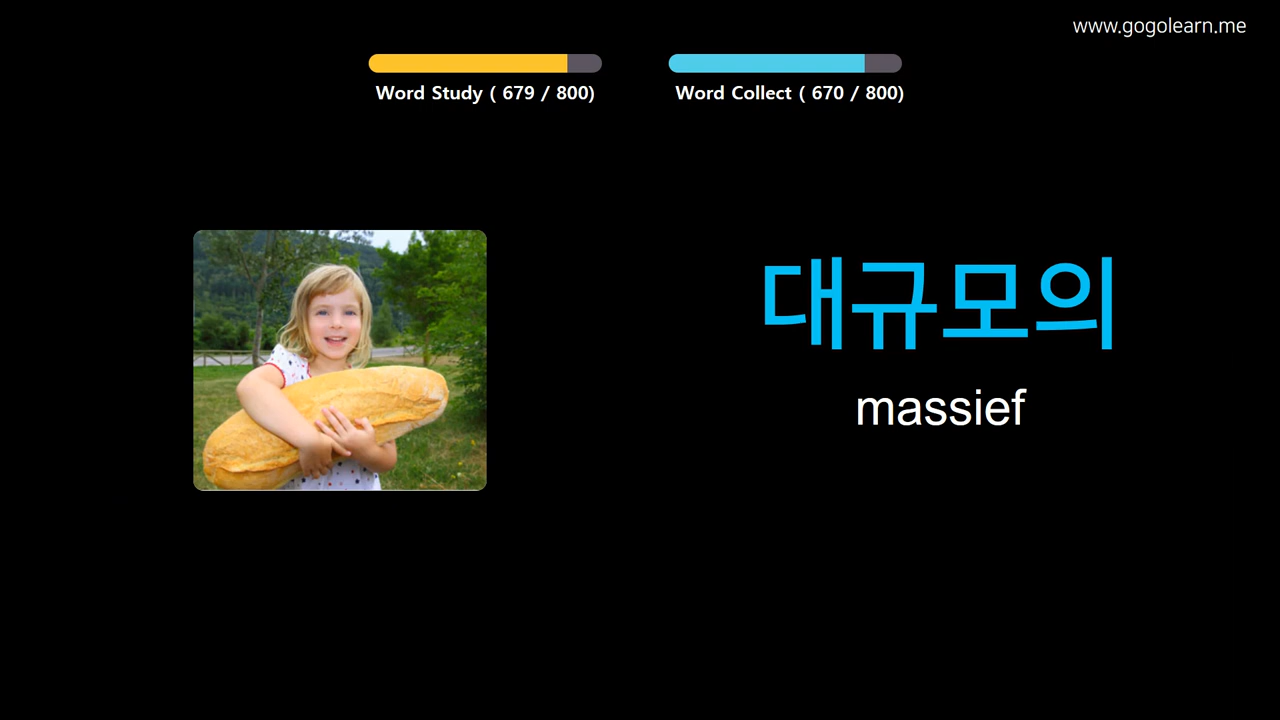 www.gogolearn.me
Word Study ( 679 / 800)
Word Collect ( 670 / 800)
대규모의
massief